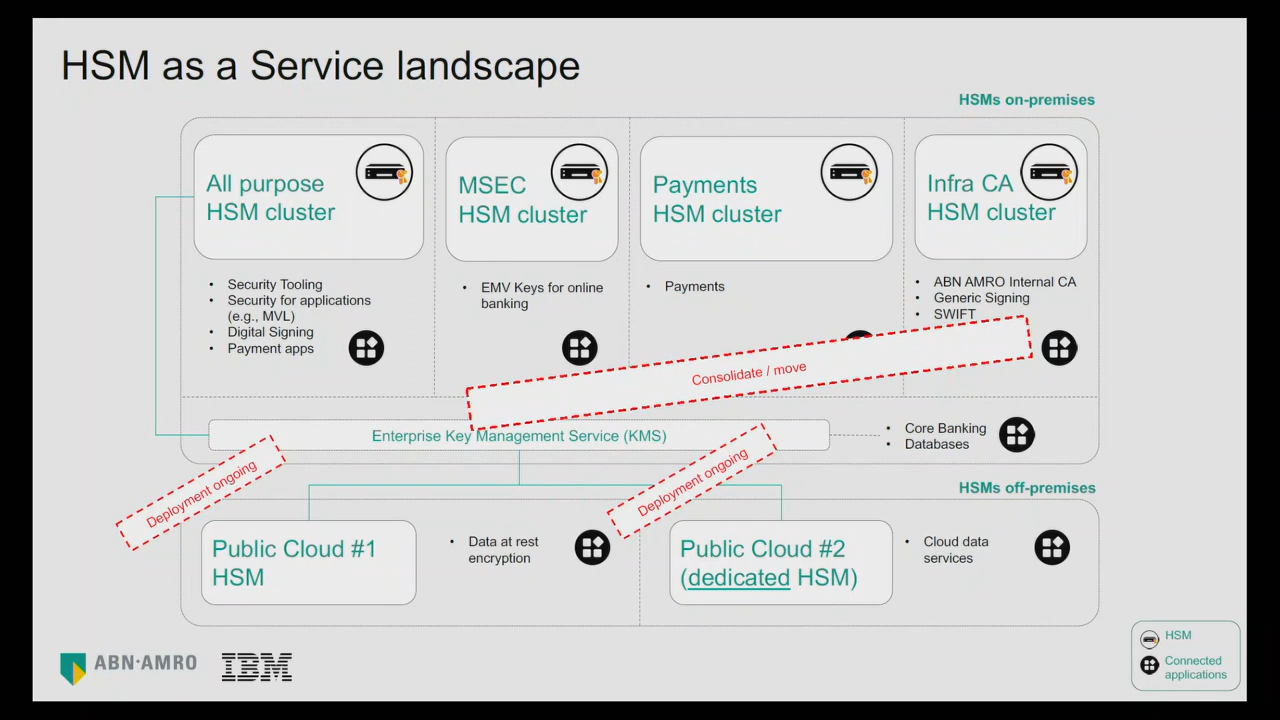 HSM as a Service landscape
HSMs on-premises
All purpose
HSM cluster
MSEC
HSM cluster
Payments
HSM cluster
Infra CA
HSM cluster
• Security Tooling
• Security for applications
(e.g., MVL)
• Digital Signing
• Payment apps
• EMV Keys for online
banking
• Payments
• ABN AMRO Internal CA
• Generic Signing
• SWIFT
Consolidate / move
Enterprise Key Management Service (KMS)
• Core Banking
• Databases
Deployment ongoing
Deployment ongoing
HSMs off-premises
Public Cloud #1
HSM
• Data at rest
encryption
Public Cloud #2
(dedicated HSM)
• Cloud data
services
ABN·AMRO
IBM
HSM
Connected
applications